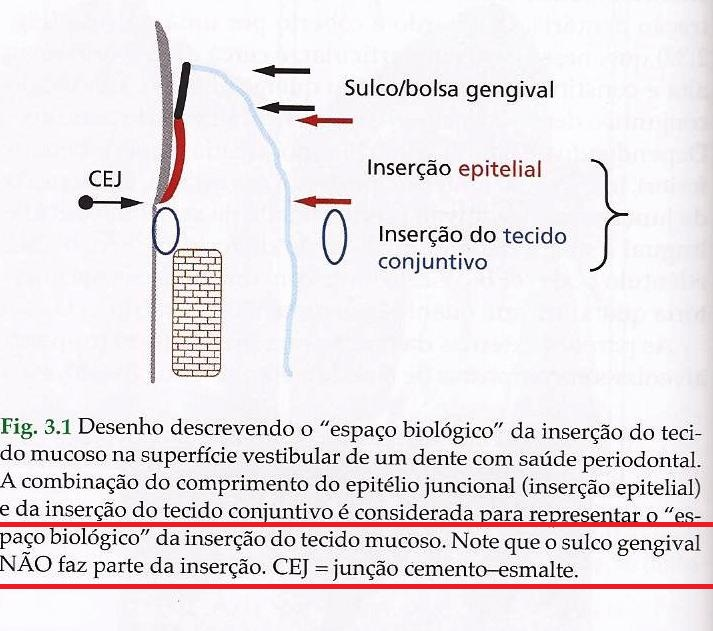 Sulco/bolsa gengival
Inserção epitelial
CEJ
Inserção do tecido
conjuntivo
Fig. 3.1 Desenho descrevendo o “espaço biológico” da inserção do teci-
do mucoso na superfície vestibular de um dente com saúde periodontal.
A combinação do comprimento do epitélio juncional (inserção epitelial)
e da inserção do tecido conjuntivo é considerada para representar o “es-
paço biológico” da inserção do tecido mucoso. Note que o sulco gengival
NÃO faz parte da inserção. CEJ = junção cemento–esmalte.